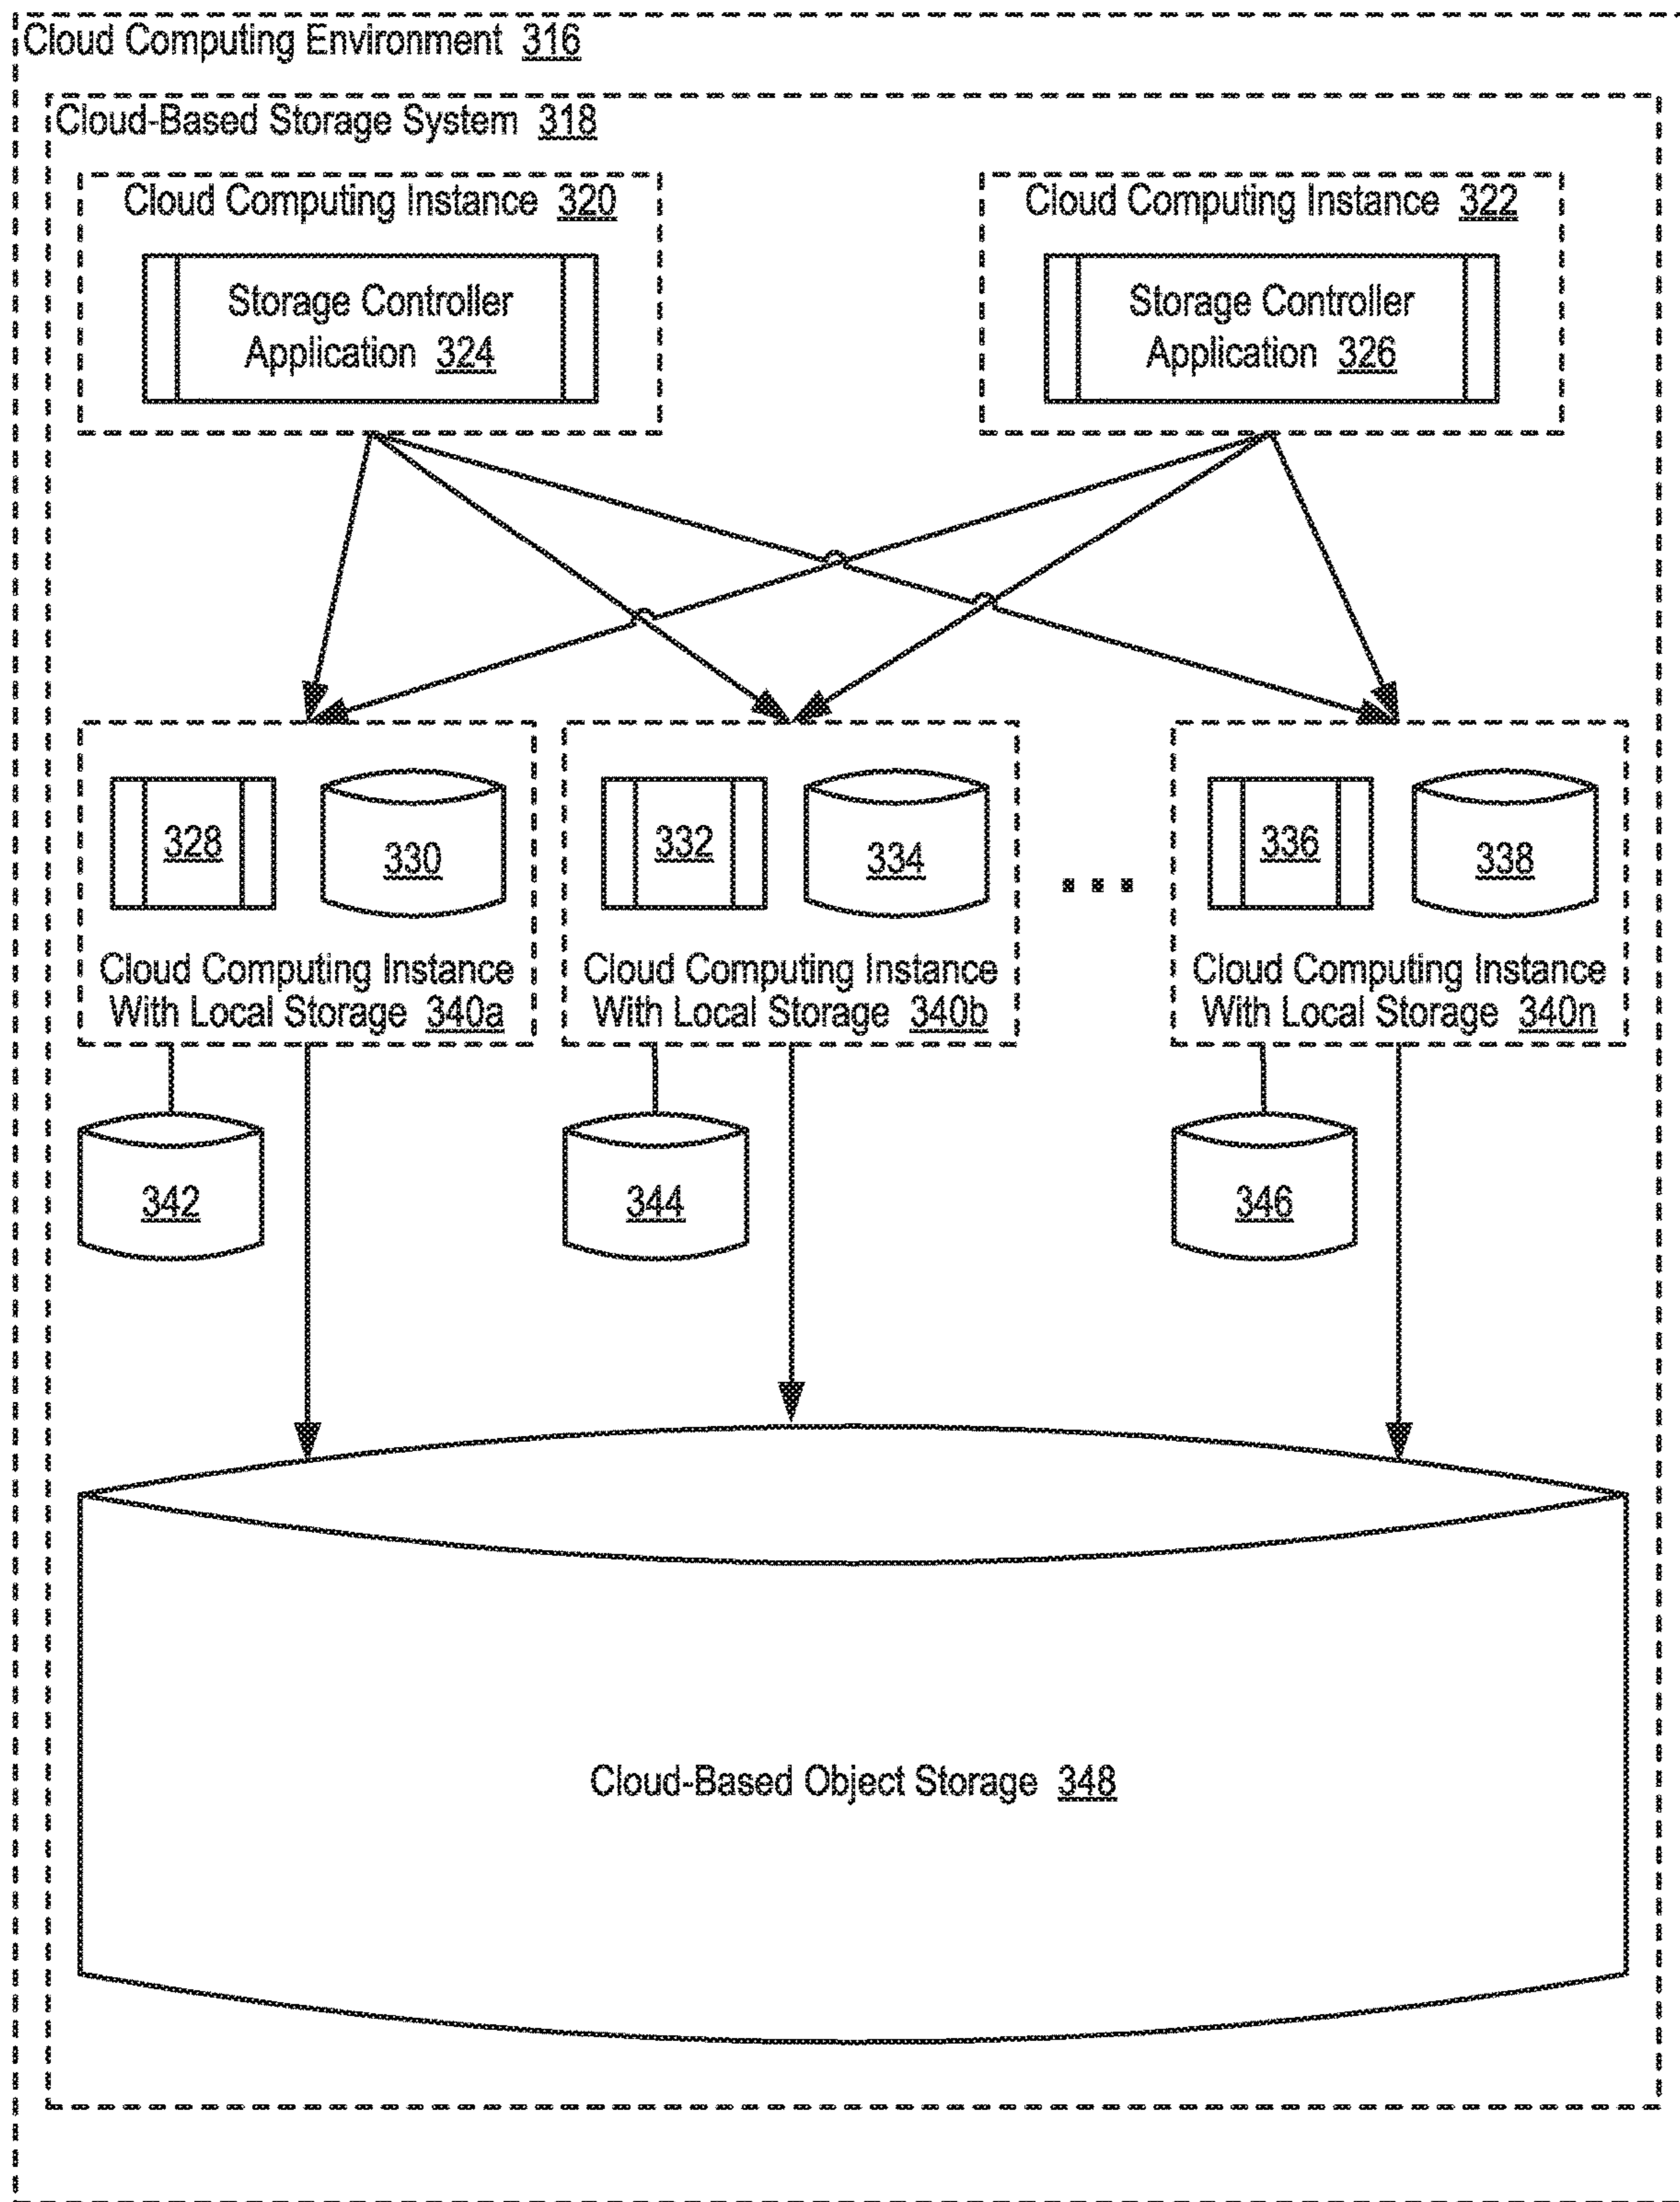 Cloud Computing Environment 316
Cloud-Based Storage System 318
Cloud Computing Instance 320
Storage Controller
Application 324
Cloud Computing Instance 322
Storage Controller
Application 326
328
330
Cloud Computing Instance
With Local Storage 340a
332
334
Cloud Computing Instance
With Local Storage 340b
...
336
338
Cloud Computing Instance
With Local Storage 340n
342
344
346
Cloud-Based Object Storage 348